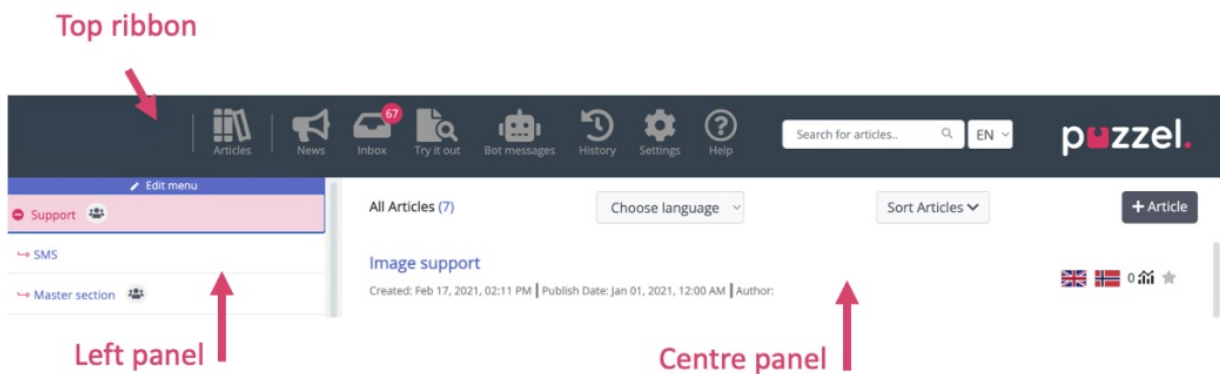 Top ribbon
67
Articles
News
Inbox
Try it out
Bot messages
History
Settings
Help
Search for articles..
EN
puzzel.
Edit menu
Support
All Articles (7)
Choose language
Sort Articles
+ Article
SMS
Image support
Master section
Created: Feb 17, 2021, 02:11 PM | Publish Date: Jan 01, 2021, 12:00 AM | Author:
0
Left panel
Centre panel